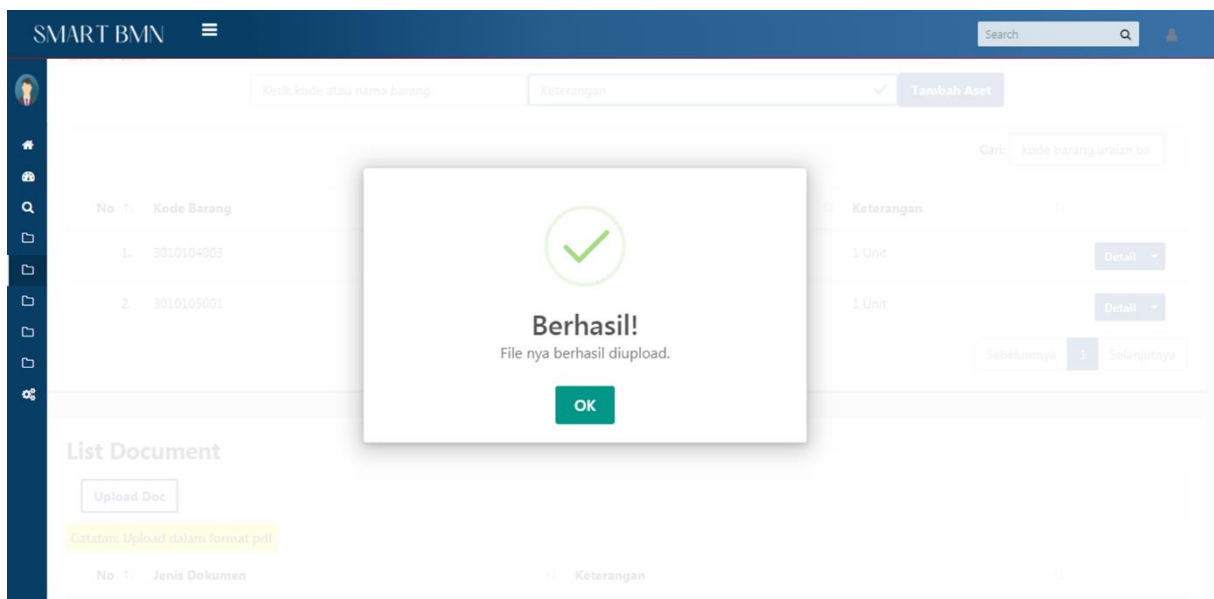 SMART BMN
Search
Ketik kode atau nama barang
Keterangan
Tambah Aset
Cari:
kode barang,uraian ba
No
Kode Barang
Keterangan
1.
3010104003
1 Unit
Detail
2.
3010105001
1 Unit
Detail
Berhasil!
File nya berhasil diupload.
OK
Sebelumnya
1
Selanjutnya
List Document
Upload Doc
Catatan: Upload dalam format pdf
No
Jenis Dokumen
Keterangan